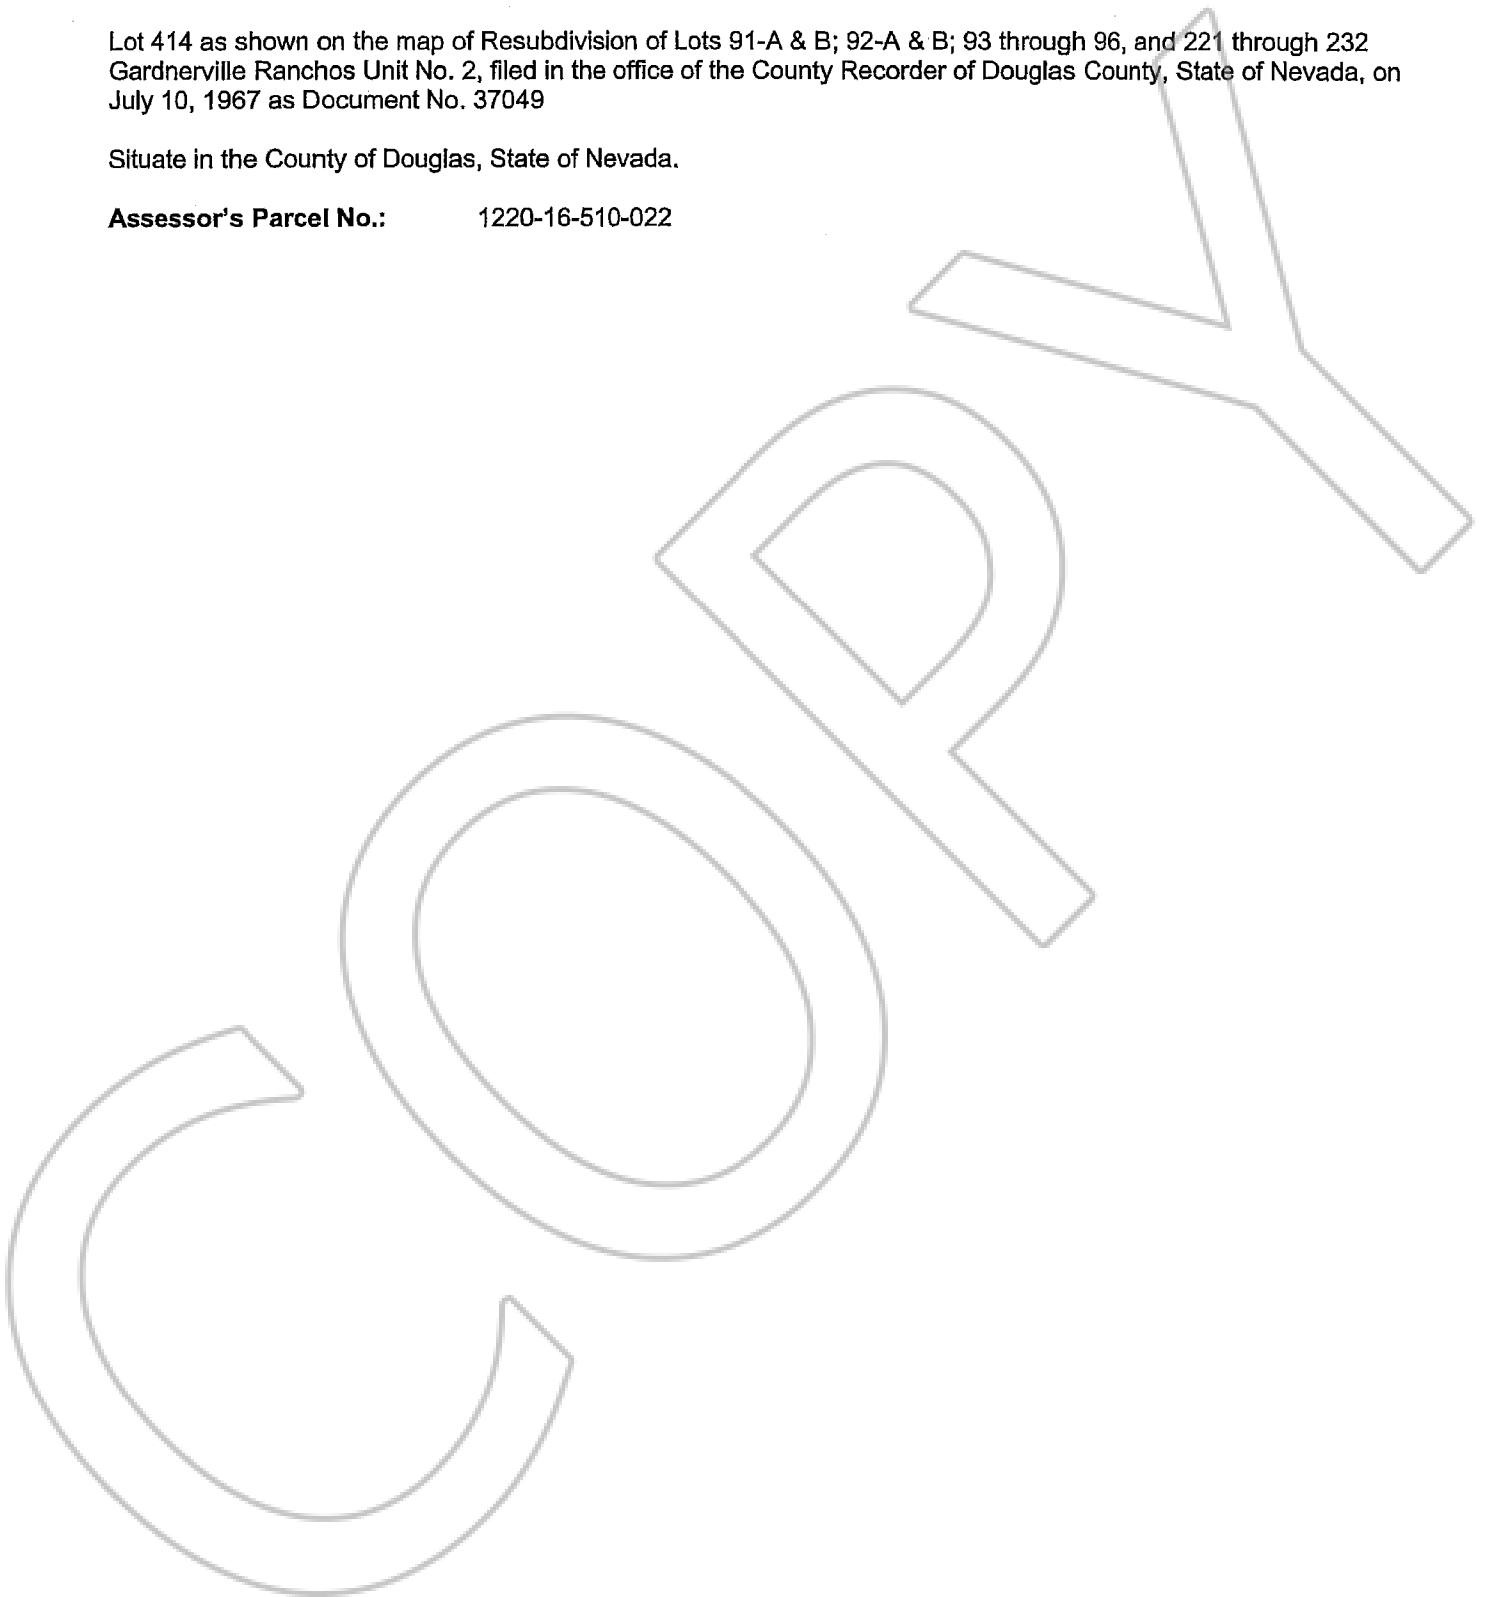 Lot 414 as shown on the map of Resubdivision of Lots 91-A & B; 92-A & B; 93 through 96, and 221 through 232
Gardnerville Ranchos Unit No. 2, filed in the office of the County Recorder of Douglas County, State of Nevada, on
July 10, 1967 as Document No. 37049
Situate in the County of Douglas, State of Nevada.
Assessor's Parcel No.: 1220-16-510-022
COPY